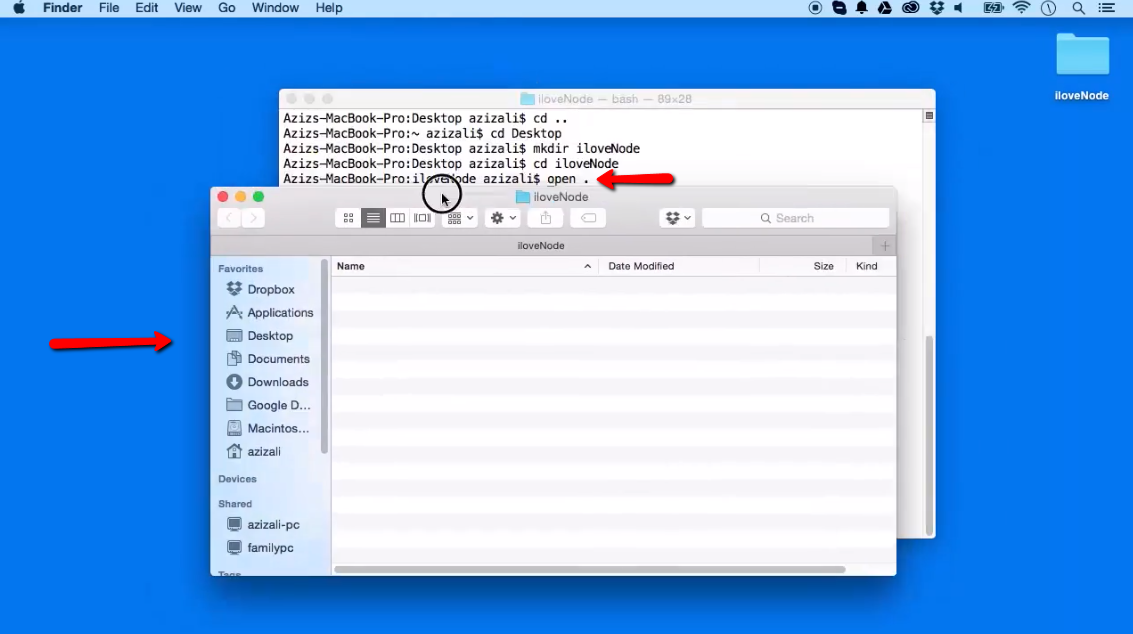 Finder File Edit View Go Window Help
iloveNode
iloveNode — bash — 89×28
Azizs-MacBook-Pro:Desktop azizali$ cd ..
Azizs-MacBook-Pro:~ azizali$ cd Desktop
Azizs-MacBook-Pro:Desktop azizali$ mkdir iloveNode
Azizs-MacBook-Pro:Desktop azizali$ cd iloveNode
Azizs-MacBook-Pro:iloveNode azizali$ open .
iloveNode
Search
iloveNode
Favorites
Name Date Modified Size Kind
Dropbox
Applications
Desktop
Documents
Downloads
Google D...
Macintos...
azizali
Devices
Shared
azizali-pc
familypc
Tags